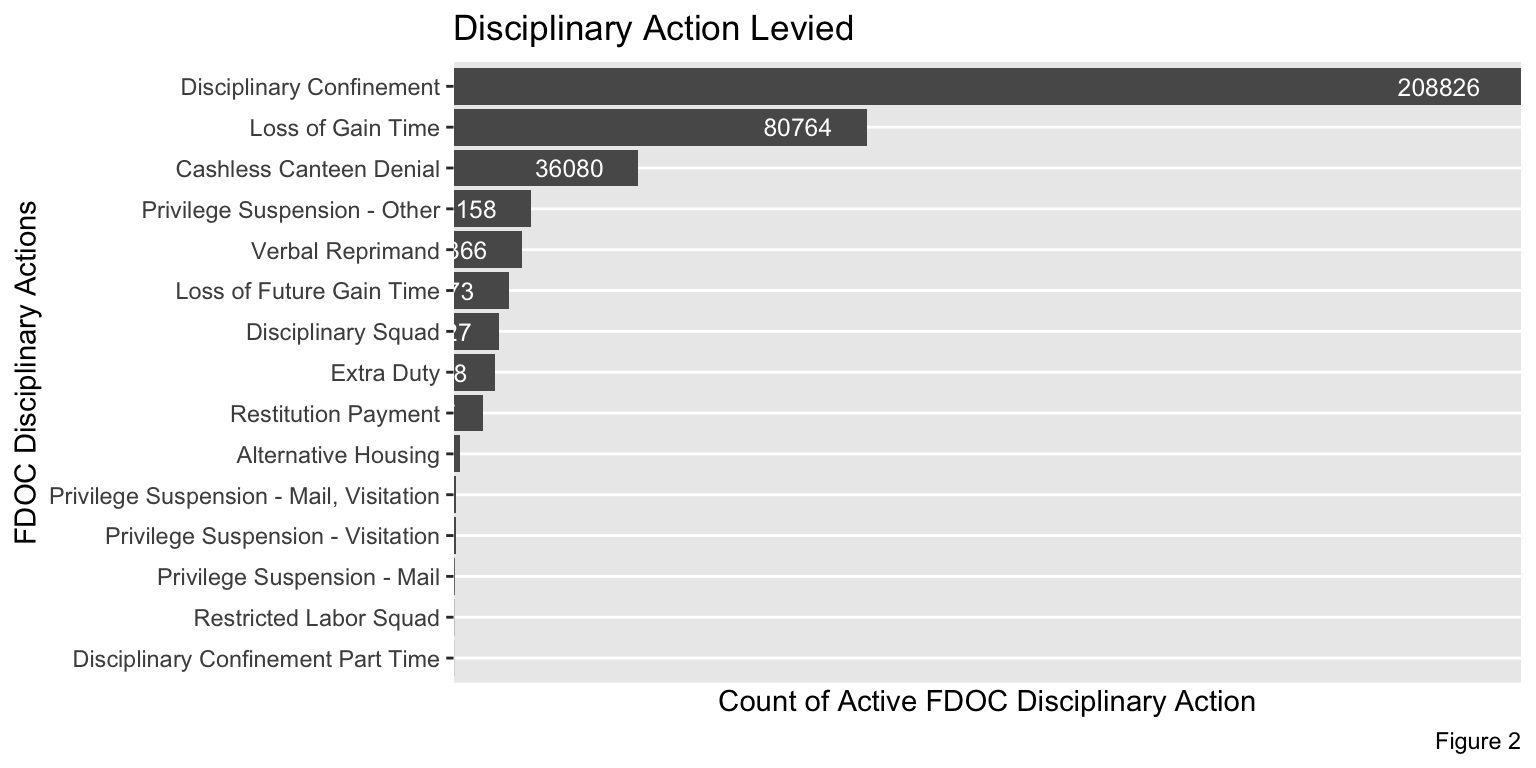 Disciplinary Action Levied
FDOC Disciplinary Actions
Disciplinary Confinement 208826
Loss of Gain Time 80764
Cashless Canteen Denial 36080
Privilege Suspension - Other 158
Verbal Reprimand 366
Loss of Future Gain Time 73
Disciplinary Squad 27
Extra Duty 8
Restitution Payment
Alternative Housing
Privilege Suspension - Mail, Visitation
Privilege Suspension - Visitation
Privilege Suspension - Mail
Restricted Labor Squad
Disciplinary Confinement Part Time
Count of Active FDOC Disciplinary Action
Figure 2